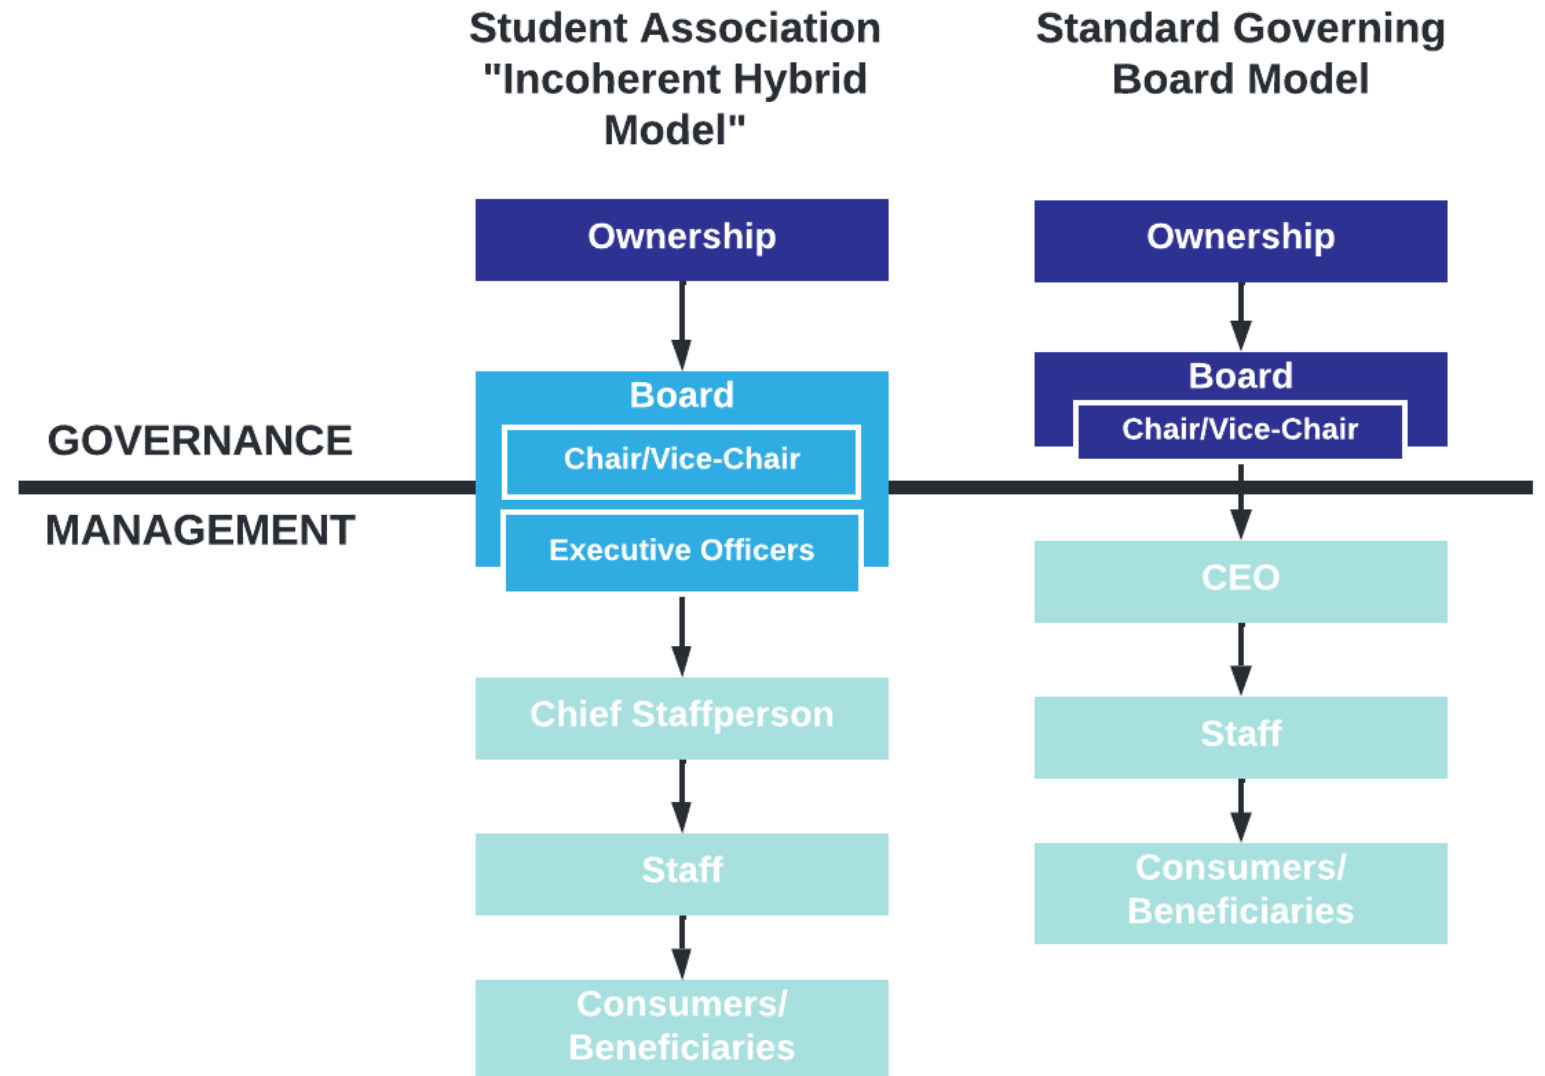 Student Association
"Incoherent Hybrid
Model"
Standard Governing
Board Model
GOVERNANCE
MANAGEMENT
Ownership
Board
Chair/Vice-Chair
Executive Officers
Chief Staffperson
Staff
Consumers/
Beneficiaries
Ownership
Board
Chair/Vice-Chair
CEO
Staff
Consumers/
Beneficiaries